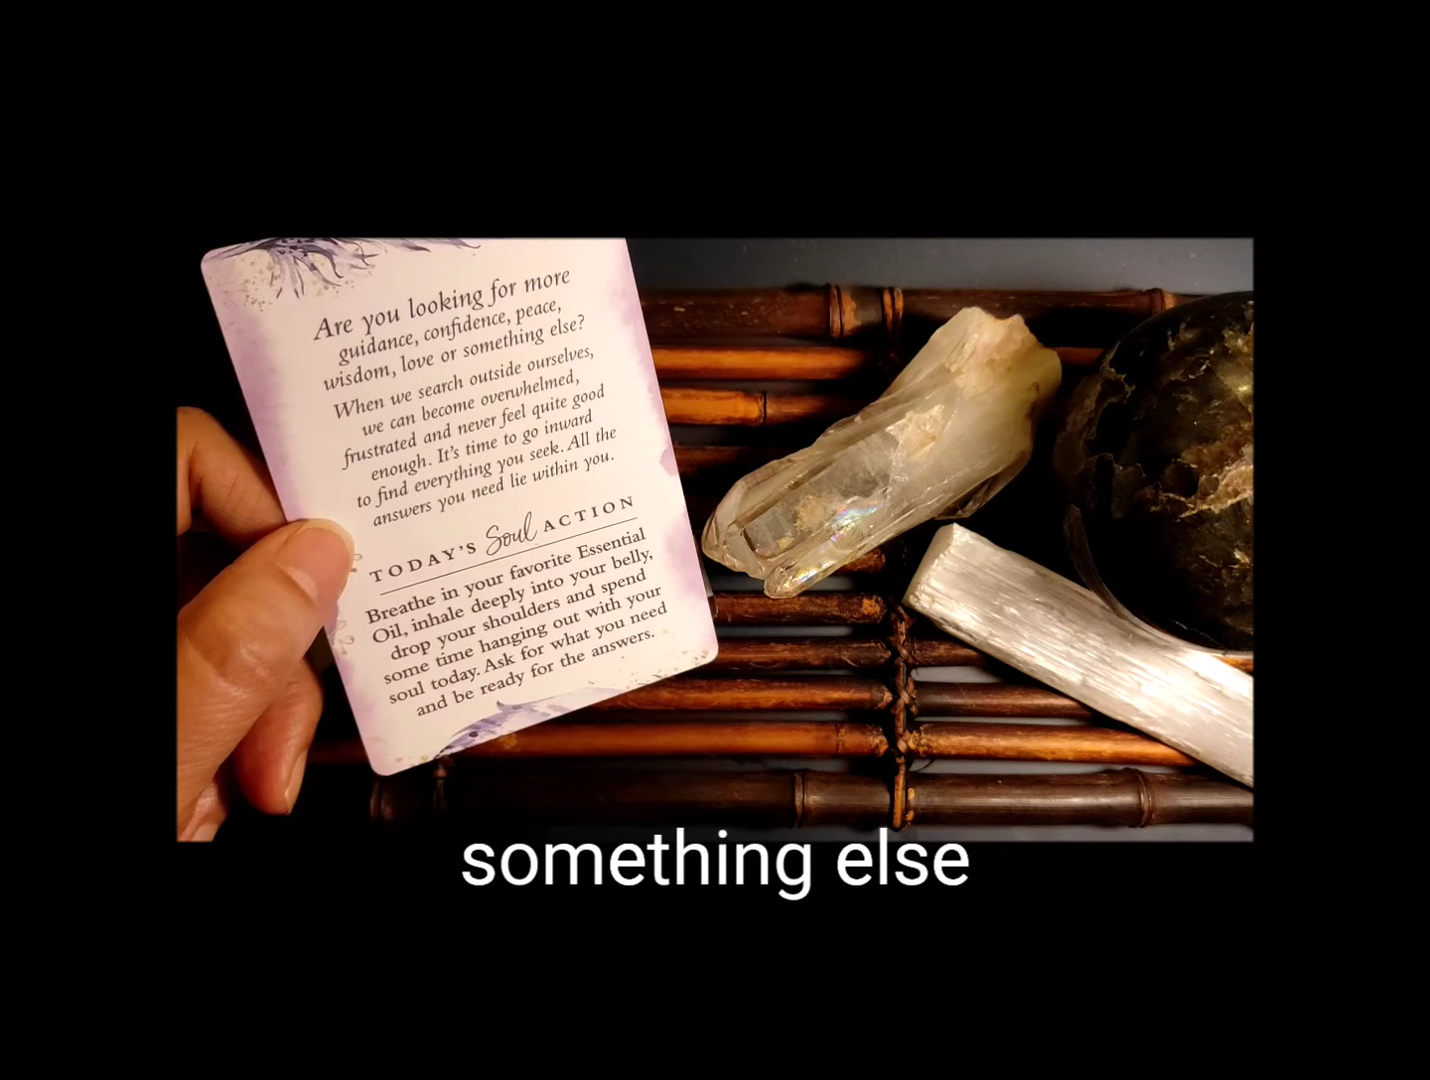 Are you looking for more
guidance, confidence, peace,
wisdom, love or something else?
When we search outside ourselves,
we can become overwhelmed,
frustrated and never feel quite good
enough. It's time to go inward
to find everything you seek. All the
answers you need lie within you.
TODAY'S Soul ACTION
Breathe in your favorite Essential
Oil, inhale deeply into your belly,
drop your shoulders and spend
some time hanging out with your
soul today. Ask for what you need
and be ready for the answers.
something else